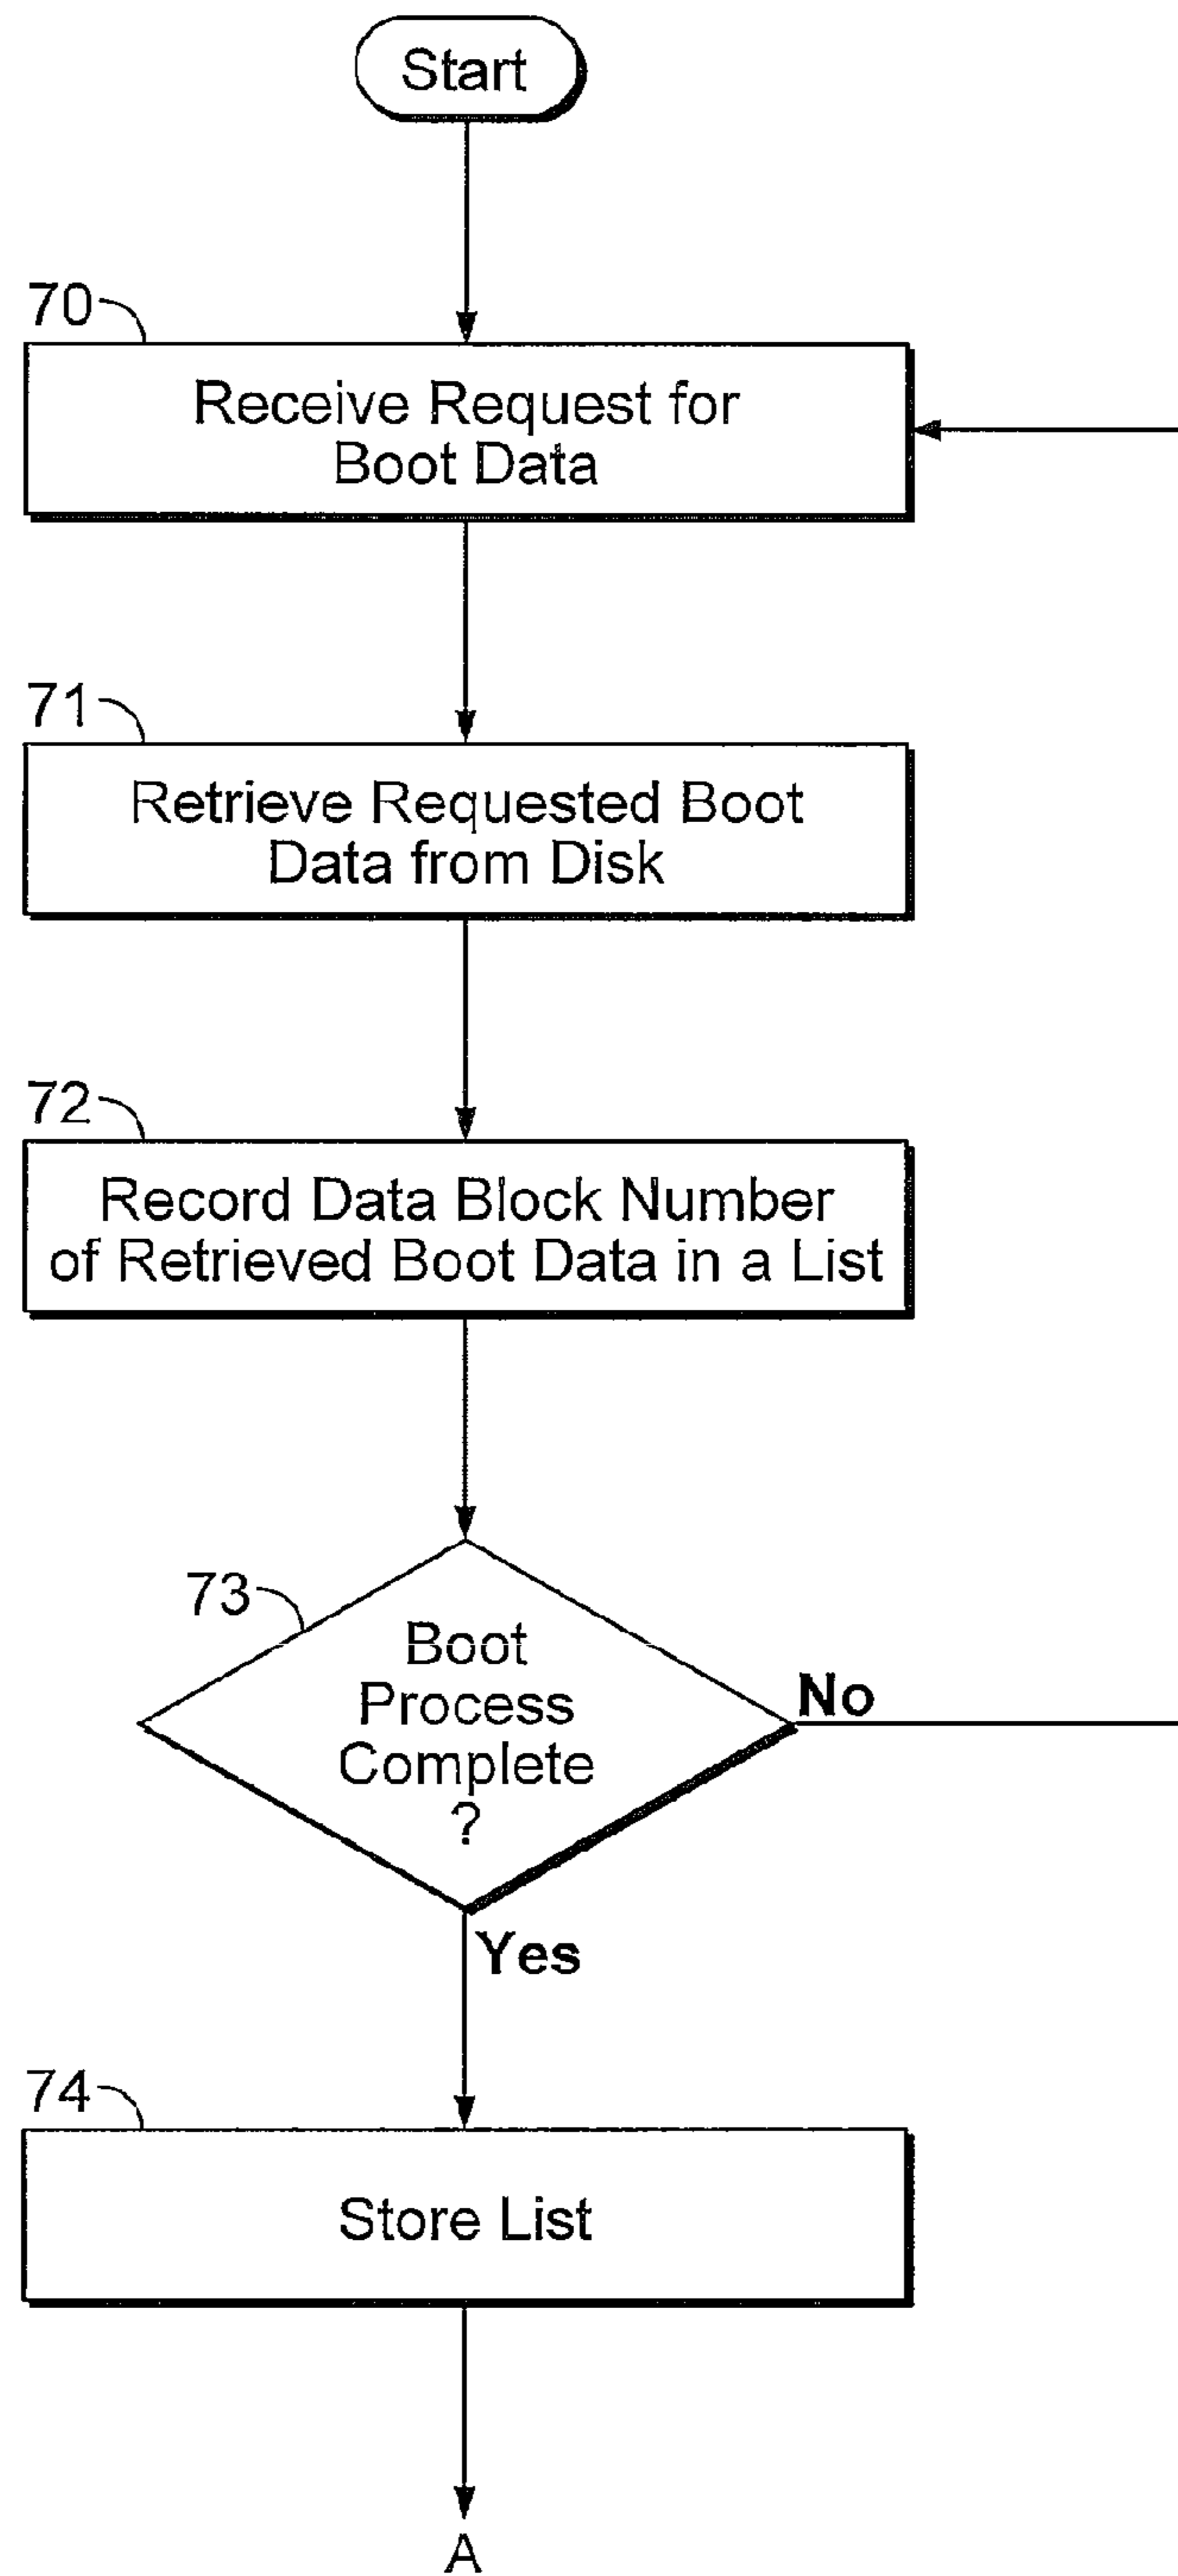 Start
70
Receive Request for
Boot Data
71
Retrieve Requested Boot
Data from Disk
72
Record Data Block Number
of Retrieved Boot Data in a List
73
Boot
Process
Complete
?
No
Yes
74
Store List
A